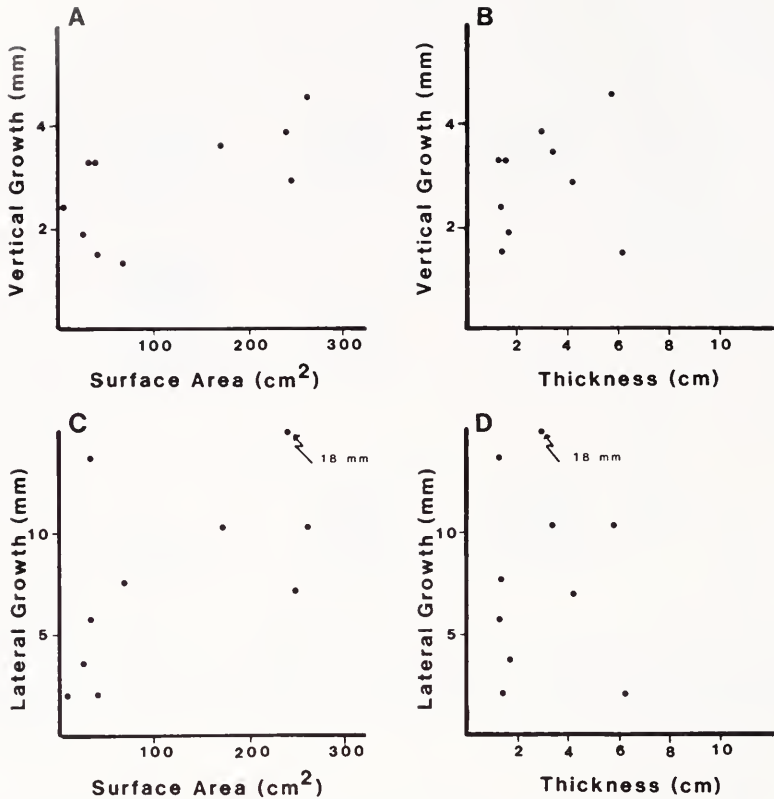 A
Vertical Growth (mm)
4
2
100
200
300
Surface Area (cm²)
B
Vertical Growth (mm)
4
2
2
4
6
8
10
Thickness (cm)
C
18 mm
Lateral Growth (mm)
10
5
100
200
300
Surface Area (cm²)
D
18 mm
Lateral Growth (mm)
10
5
2
4
6
8
10
Thickness (cm)